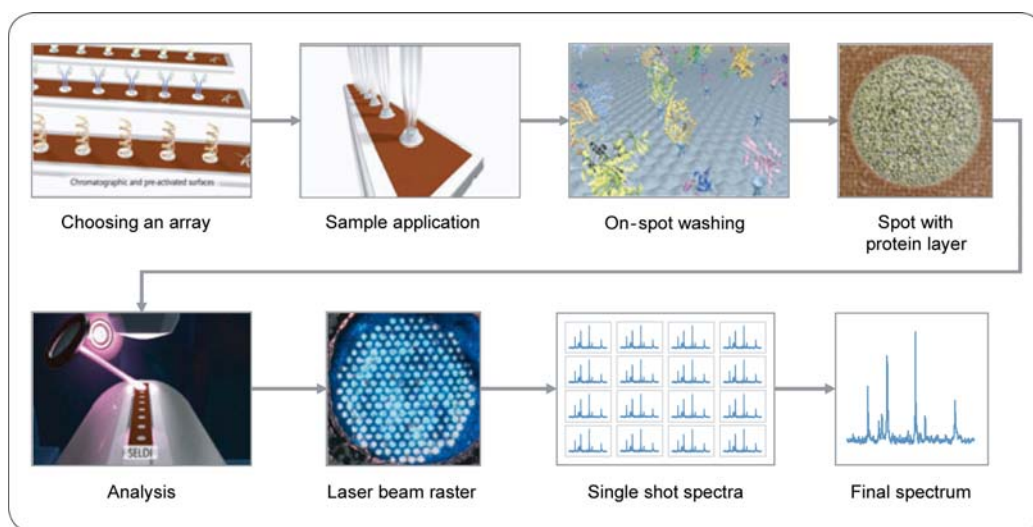 Chromatographic and pre-activated surfaces
Choosing an array
Sample application
On-spot washing
Spot with
protein layer
SELDI
Analysis
Laser beam raster
Single shot spectra
Final spectrum